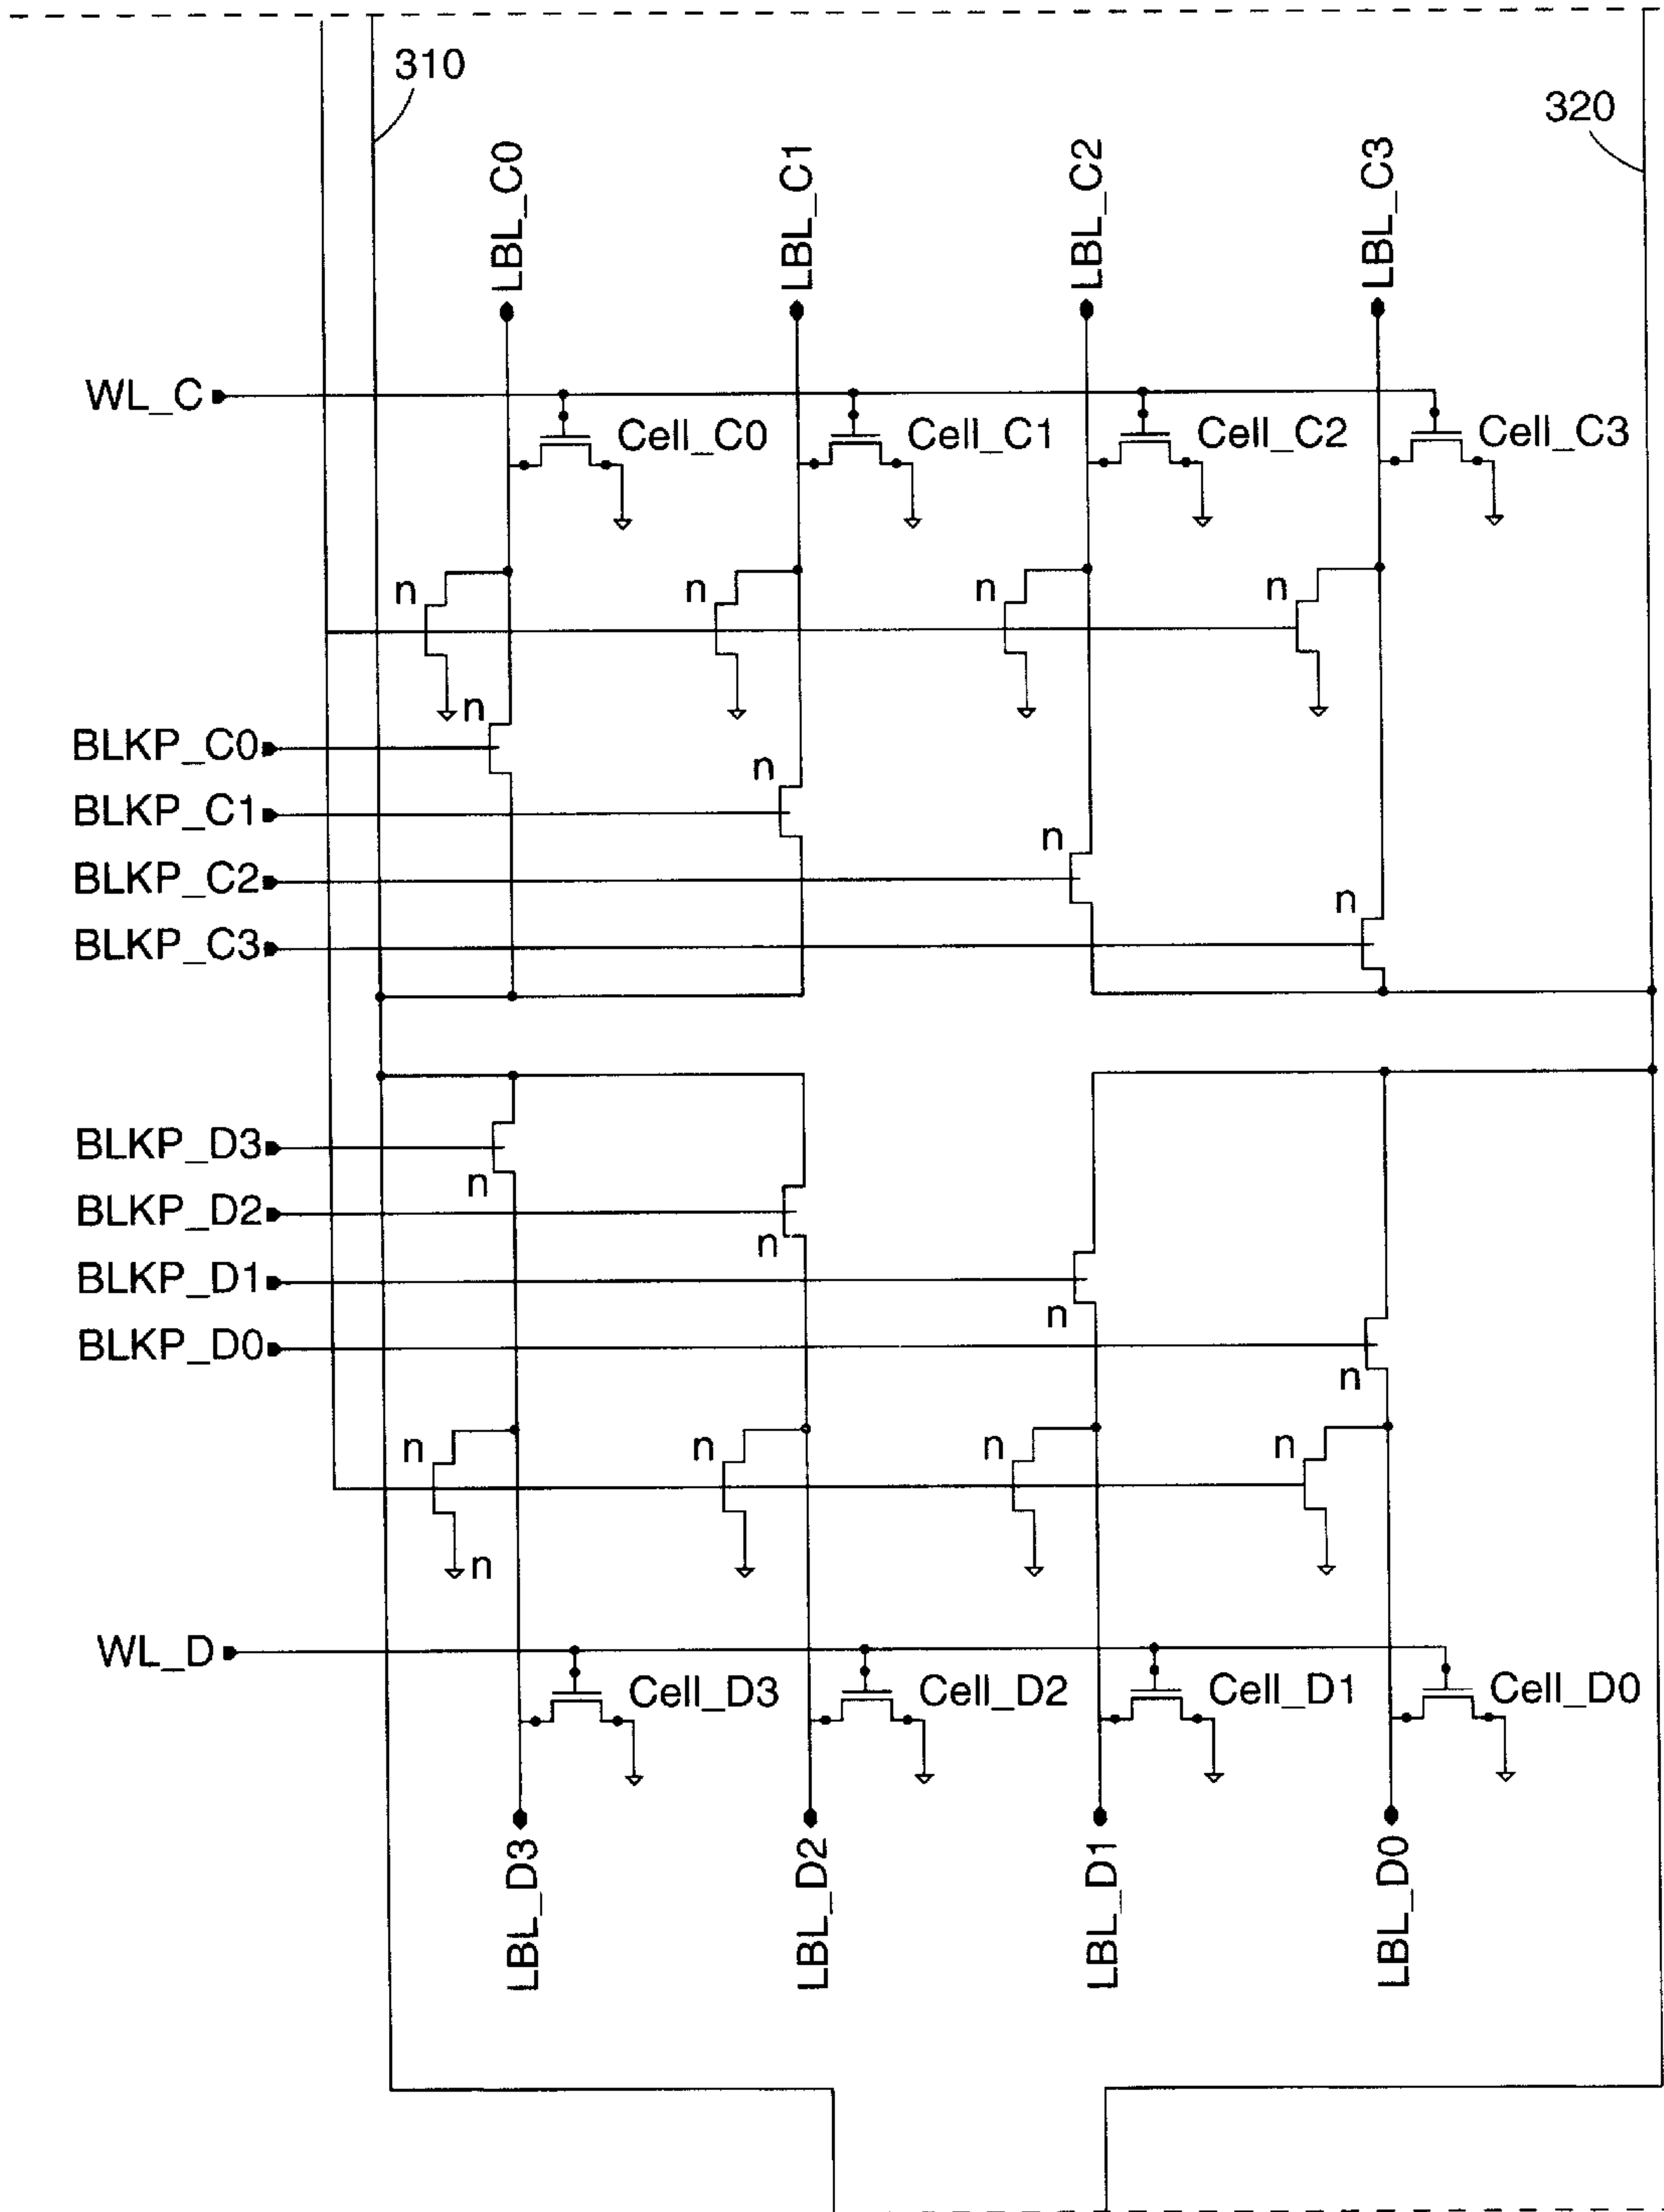 310
320
LBL_C0
LBL_C1
LBL_C2
LBL_C3
WL_C
Cell_C0
Cell_C1
Cell_C2
Cell_C3
n
n
n
n
n
BLKP_C0
n
BLKP_C1
n
BLKP_C2
n
BLKP_C3
BLKP_D3
n
BLKP_D2
n
BLKP_D1
n
BLKP_D0
n
n
n
n
n
n
WL_D
Cell_D3
Cell_D2
Cell_D1
Cell_D0
LBL_D3
LBL_D2
LBL_D1
LBL_D0